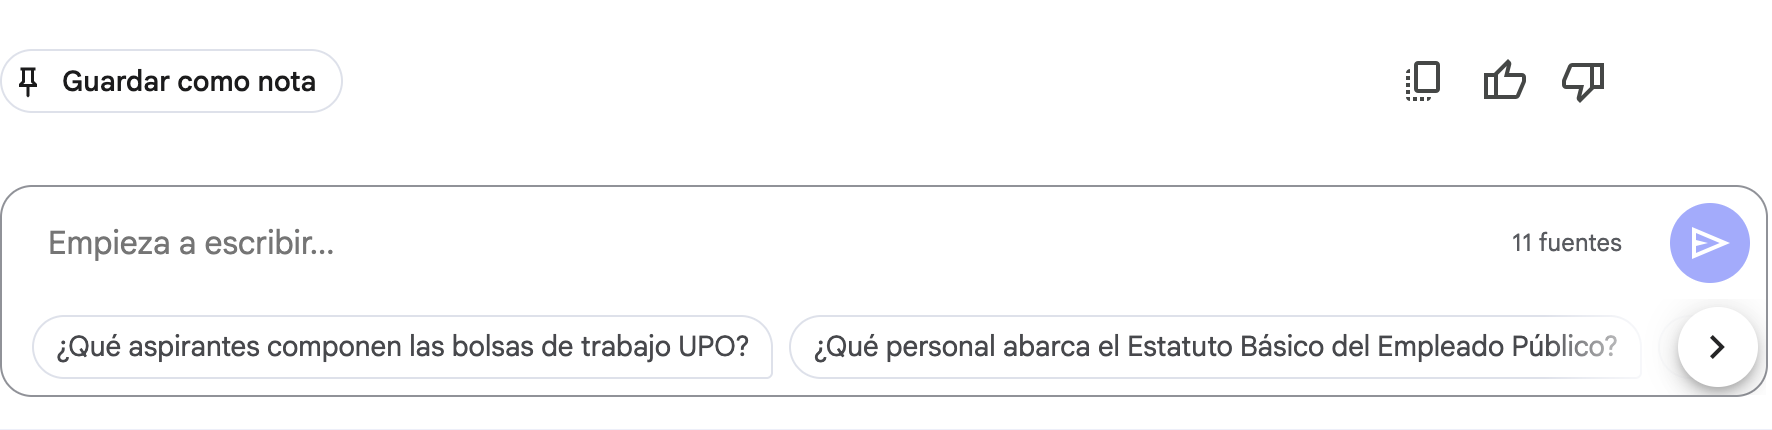 Guardar como nota
Empieza a escribir...
11 fuentes
¿Qué aspirantes componen las bolsas de trabajo UPO?
¿Qué personal abarca el Estatuto Básico del Empleado Público?